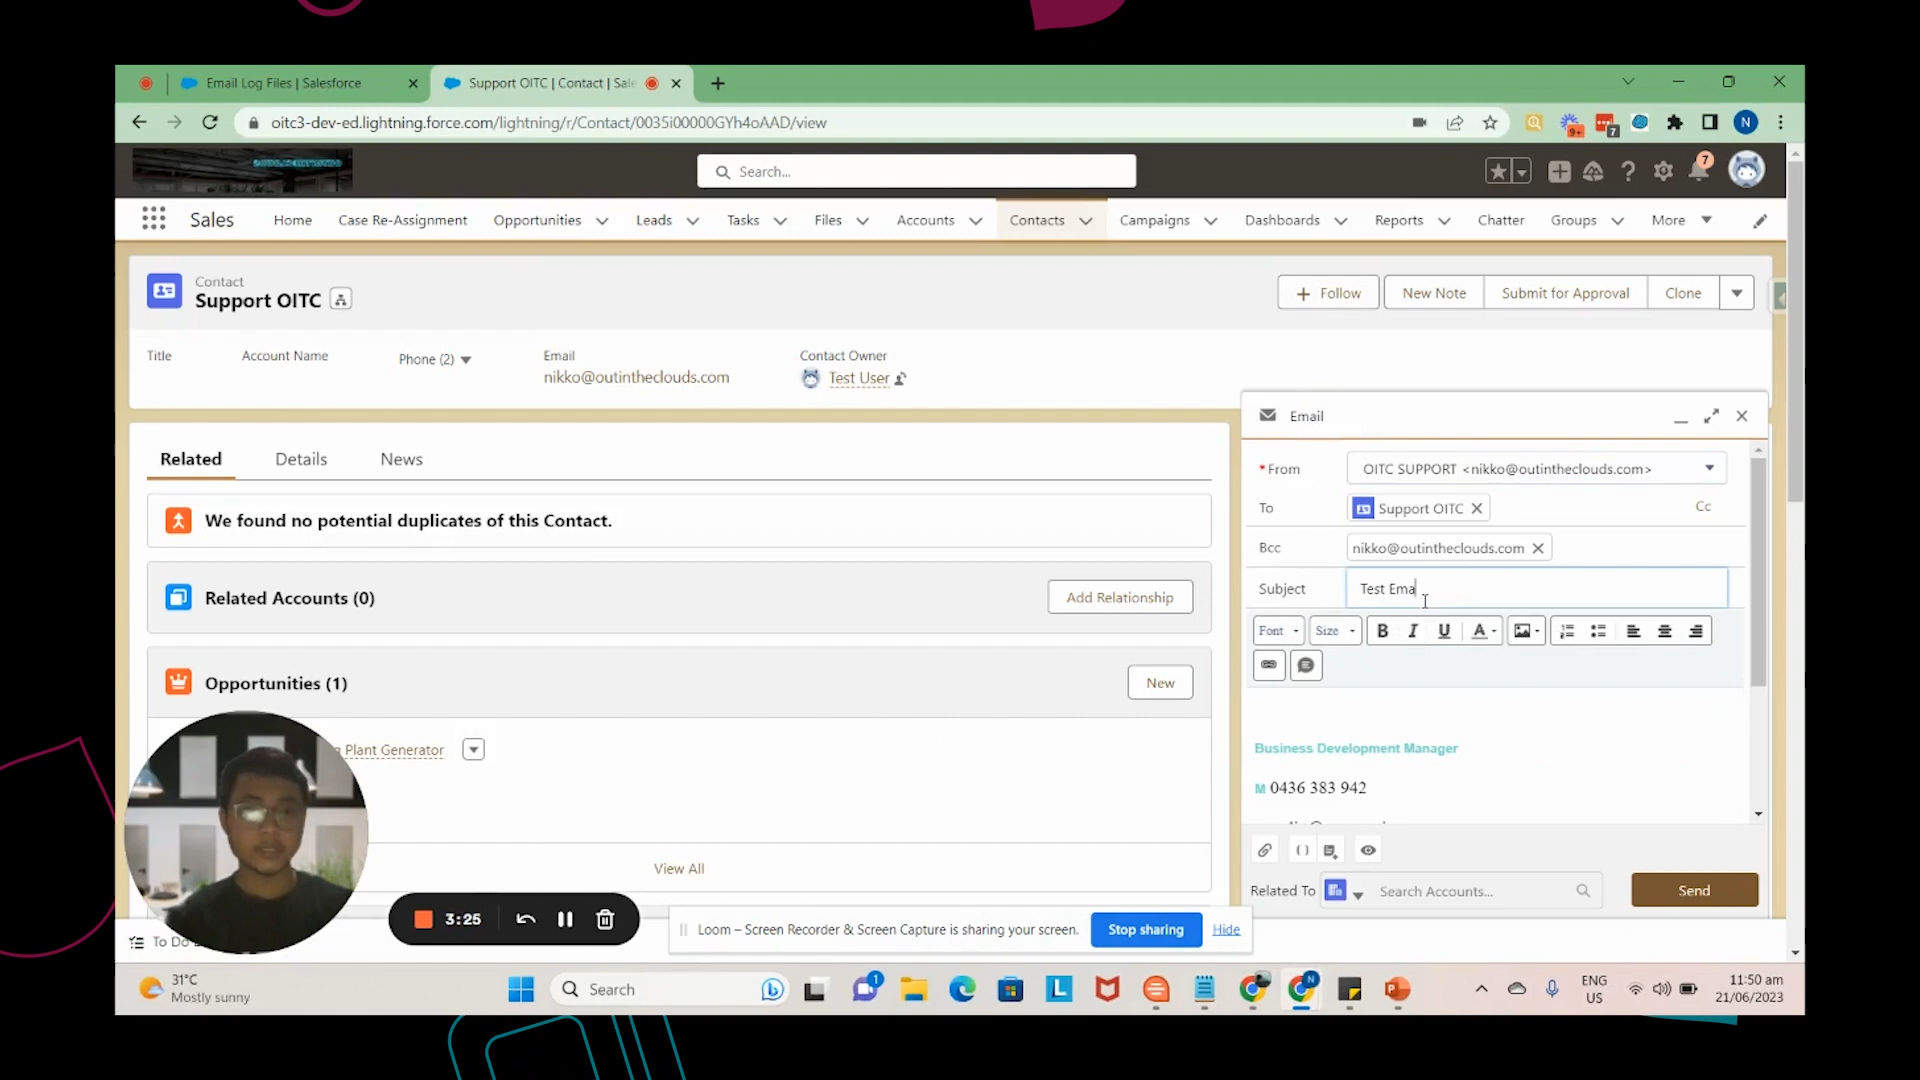 Email Log Files | Salesforce
Support OITC | Contact | Sale
oitc3-dev-ed.lightning.force.com/lightning/r/Contact/0035i00000GYh4oAAD/view
9+
7
N
Search...
7
Sales
Home
Case Re-Assignment
Opportunities
Leads
Tasks
Files
Accounts
Contacts
Campaigns
Dashboards
Reports
Chatter
Groups
More
Contact
Support OITC
Follow
New Note
Submit for Approval
Clone
Title
Account Name
Phone (2)
Email
nikko@outintheclouds.com
Contact Owner
Test User
Related
Details
News
We found no potential duplicates of this Contact.
Related Accounts (0)
Add Relationship
Opportunities (1)
New
Plant Generator
View All
Email
*From
OITC SUPPORT <nikko@outintheclouds.com>
To
Support OITC
Cc
Bcc
nikko@outintheclouds.com
Subject
Test Ema
Font
Size
B I U A
Business Development Manager
M 0436 383 942
Related To
Search Accounts...
Send
3:25
Loom – Screen Recorder & Screen Capture is sharing your screen.
Stop sharing
Hide
To Do
31°C
Mostly sunny
Search
1
L
N
ENG
US
11:50 am
21/06/2023